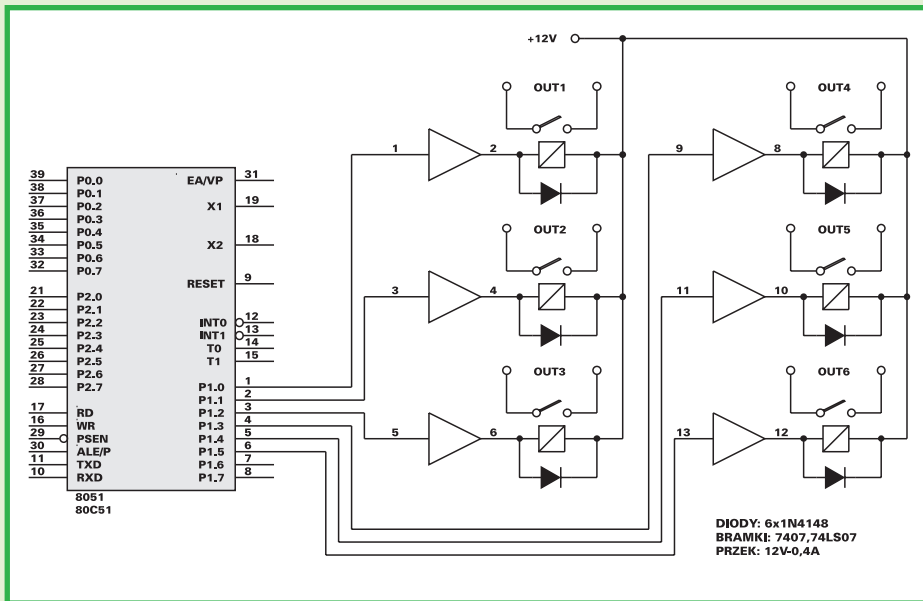 +12V
OUT1
OUT4
1
2
9
8
OUT2
OUT5
3
4
11
10
OUT3
OUT6
5
6
13
12
39 P0.0 EA/VP 31
38 P0.1
37 P0.2 X1 19
36 P0.3
35 P0.4
34 P0.5 X2 18
33 P0.6
32 P0.7
RESET 9
21 P2.0
22 P2.1
23 P2.2 INT0 12
24 P2.3 INT1 13
25 P2.4 T0 14
26 P2.5 T1 15
27 P2.6
28 P2.7 P1.0 1
P1.1 2
17 RD P1.2 3
16 WR P1.3 4
29 PSEN P1.4 5
30 ALE/P P1.5 6
11 TXD P1.6 7
10 RXD P1.7 8
8051
80C51
DIODY: 6x1N4148
BRAMKI: 7407,74LS07
PRZEK: 12V-0,4A